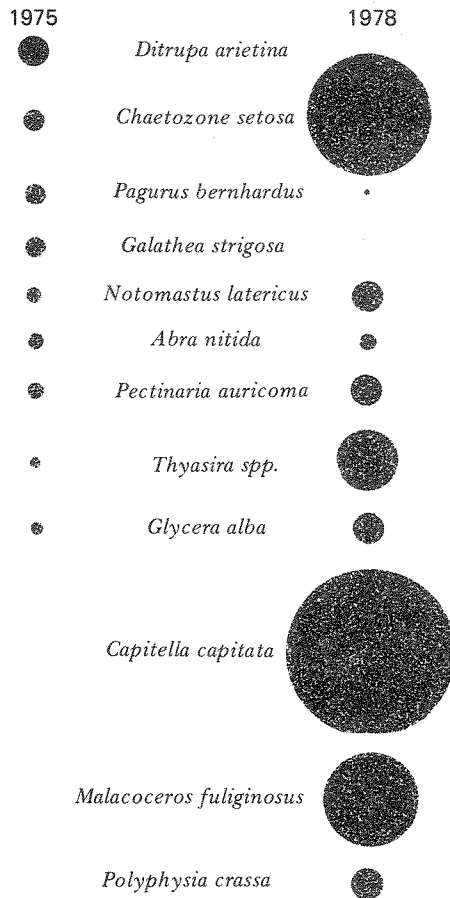 1975 1978
Ditrupa arietina
Chaetozone setosa
Pagurus bernhardus
Galathea strigosa
Notomastus latericus
Abra nitida
Pectinaria auricoma
Thyasira spp.
Glycera alba
Capitella capitata
Malacoceros fuliginosus
Polyphysia crassa